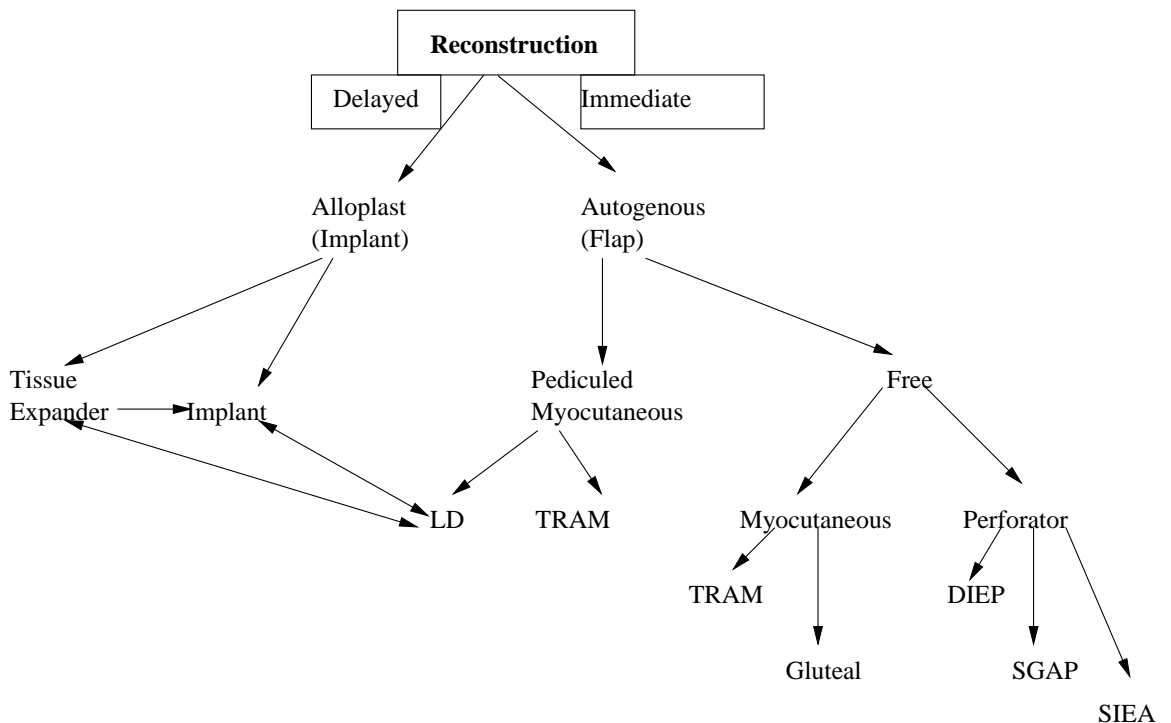 Reconstruction
Delayed
Immediate
Alloplast
(Implant)
Autogenous
(Flap)
Tissue
Expander
Implant
Pediculed
Myocutaneous
Free
LD
TRAM
Myocutaneous
Perforator
TRAM
DIEP
Gluteal
SGAP
SIEA